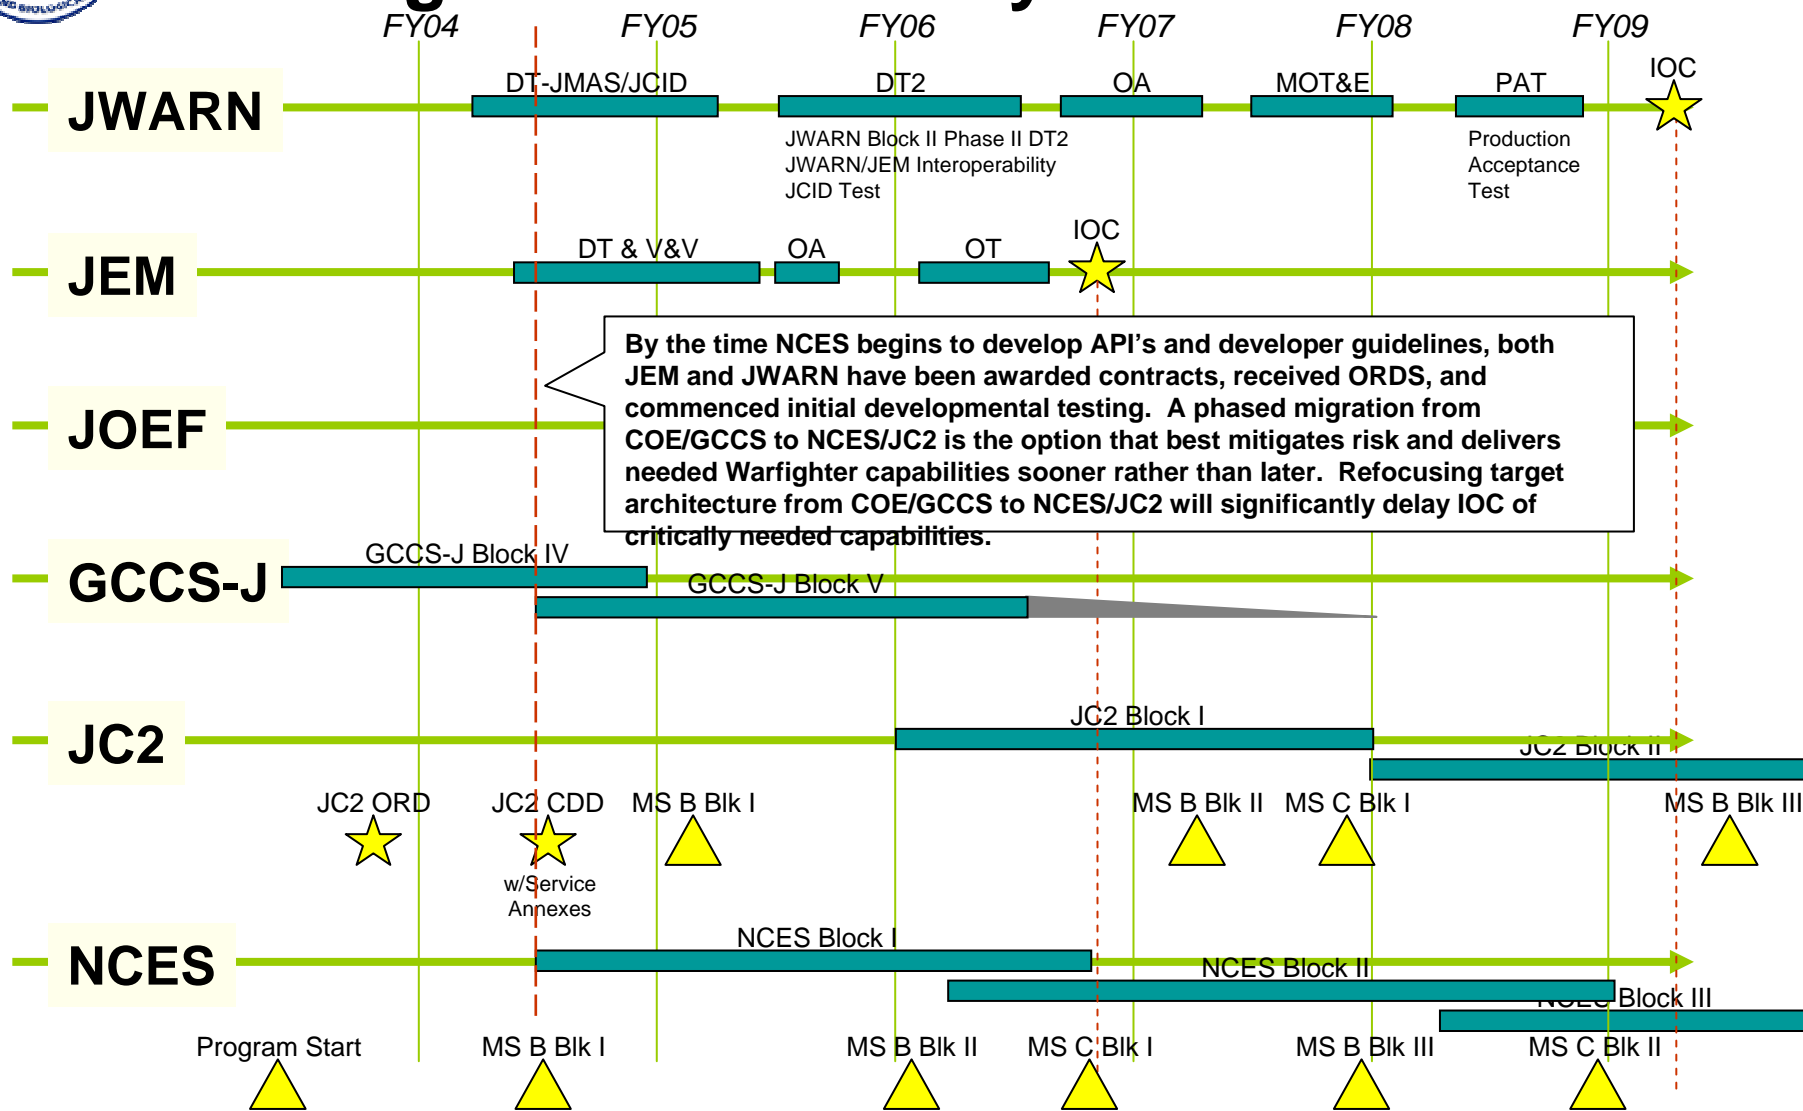 FY04 FY05 FY06 FY07 FY08 FY09
JWARN
DT-JMAS/JCID DT2 OA MOT&E PAT IOC
JWARN Block II Phase II DT2
JWARN/JEM Interoperability
JCID Test
Production
Acceptance
Test
JEM
DT & V&V OA OT IOC
By the time NCES begins to develop API's and developer guidelines, both
JEM and JWARN have been awarded contracts, received ORDS, and
commenced initial developmental testing. A phased migration from
COE/GCCS to NCES/JC2 is the option that best mitigates risk and delivers
needed Warfighter capabilities sooner rather than later. Refocusing target
architecture from COE/GCCS to NCES/JC2 will significantly delay IOC of
critically needed capabilities.
JOEF
GCCS-J
GCCS-J Block IV
GCCS-J Block V
JC2
JC2 Block I
JC2 Block II
JC2 ORD JC2 CDD MS B Blk I MS B Blk II MS C Blk I MS B Blk III
w/Service
Annexes
NCES
NCES Block I
NCES Block II
NCES Block III
Program Start MS B Blk I MS B Blk II MS C Blk I MS B Blk III MS C Blk II